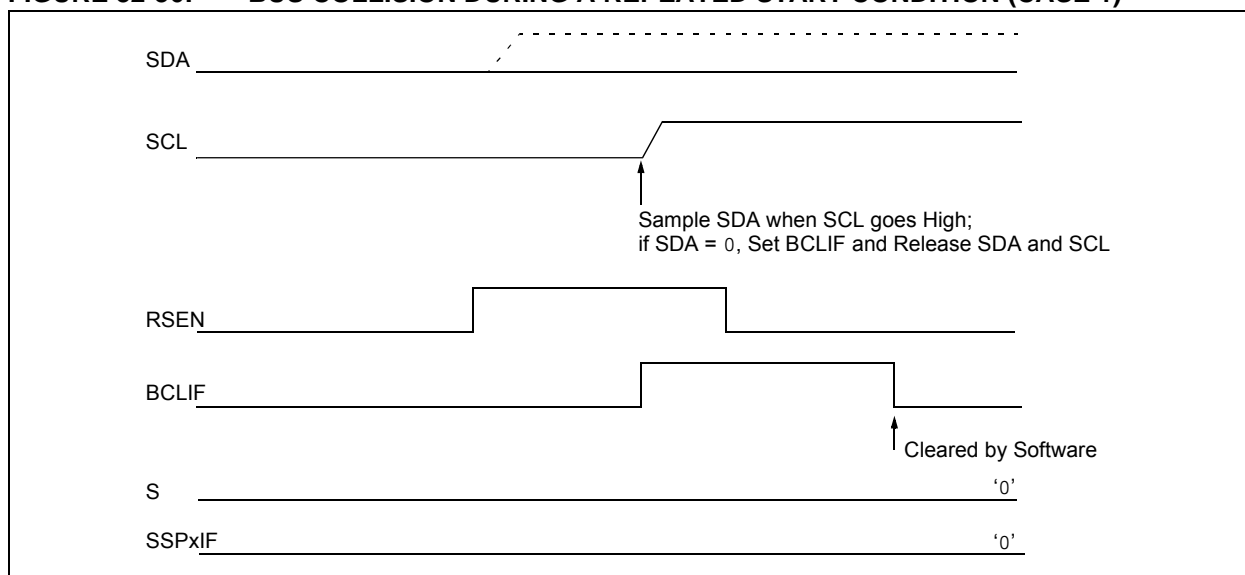 SDA
SCL
Sample SDA when SCL goes High;
if SDA = 0, Set BCLIF and Release SDA and SCL
RSEN
BCLIF
Cleared by Software
S
‘0’
SSPxIF
‘0’